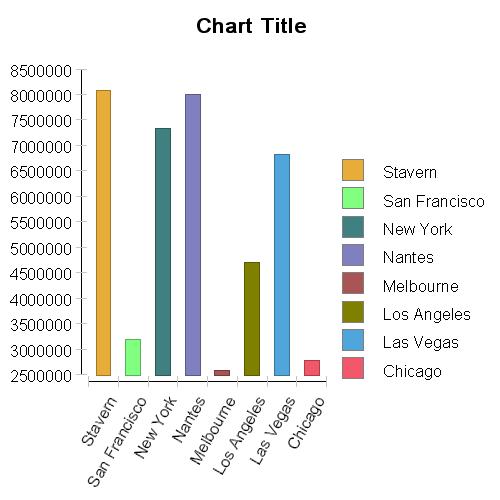 Chart Title
8500000
8000000
7500000
7000000
6500000
6000000
5500000
5000000
4500000
4000000
3500000
3000000
2500000
Stavern
San Francisco
New York
Nantes
Melbourne
Los Angeles
Las Vegas
Chicago
Stavern
San Francisco
New York
Nantes
Melbourne
Los Angeles
Las Vegas
Chicago